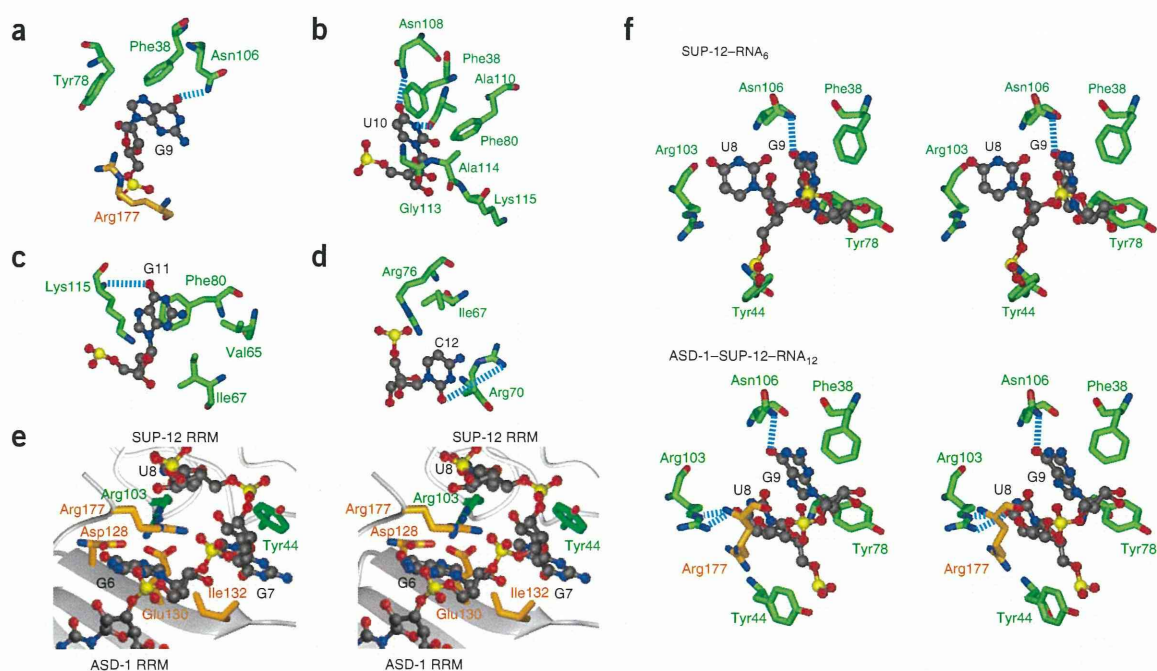 a
Phe38
Asn106
Tyr78
G9
Arg177
b
Asn108
Phe38
Ala110
U10
Phe80
Ala114
Gly113
Lys115
c
G11
Lys115
Phe80
Val65
Ile67
d
Arg76
Ile67
C12
Arg70
e
SUP-12 RRM
U8
Arg103
Arg177
Asp128
Tyr44
G6
Ile132
G7
Glu130
ASD-1 RRM
SUP-12 RRM
U8
Arg103
Arg177
Asp128
Tyr44
G6
Ile132
G7
Glu130
ASD-1 RRM
f
SUP-12–RNA6
Asn106
Phe38
Arg103
U8
G9
Tyr78
Tyr44
Asn106
Phe38
Arg103
U8
G9
Tyr78
Tyr44
ASD-1–SUP-12–RNA12
Asn106
Phe38
Arg103
U8
G9
Tyr78
Arg177
Tyr44
Asn106
Phe38
Arg103
U8
G9
Tyr78
Arg177
Tyr44